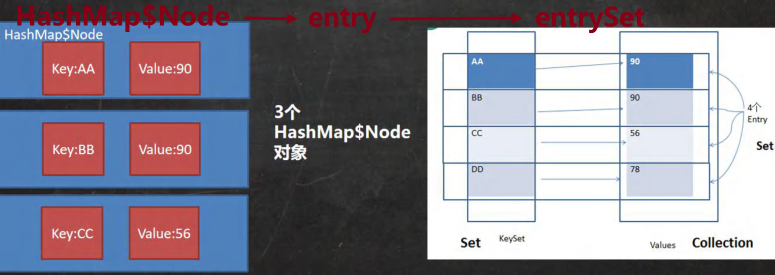 HashMap$Node entry entrySet
HashMap$Node
Key:AA Value:90
Key:BB Value:90
Key:CC Value:56
3个
HashMap$Node
对象
AA 90
BB 90
CC 56
DD 78
4个
Entry
Set
Set KeySet Values Collection